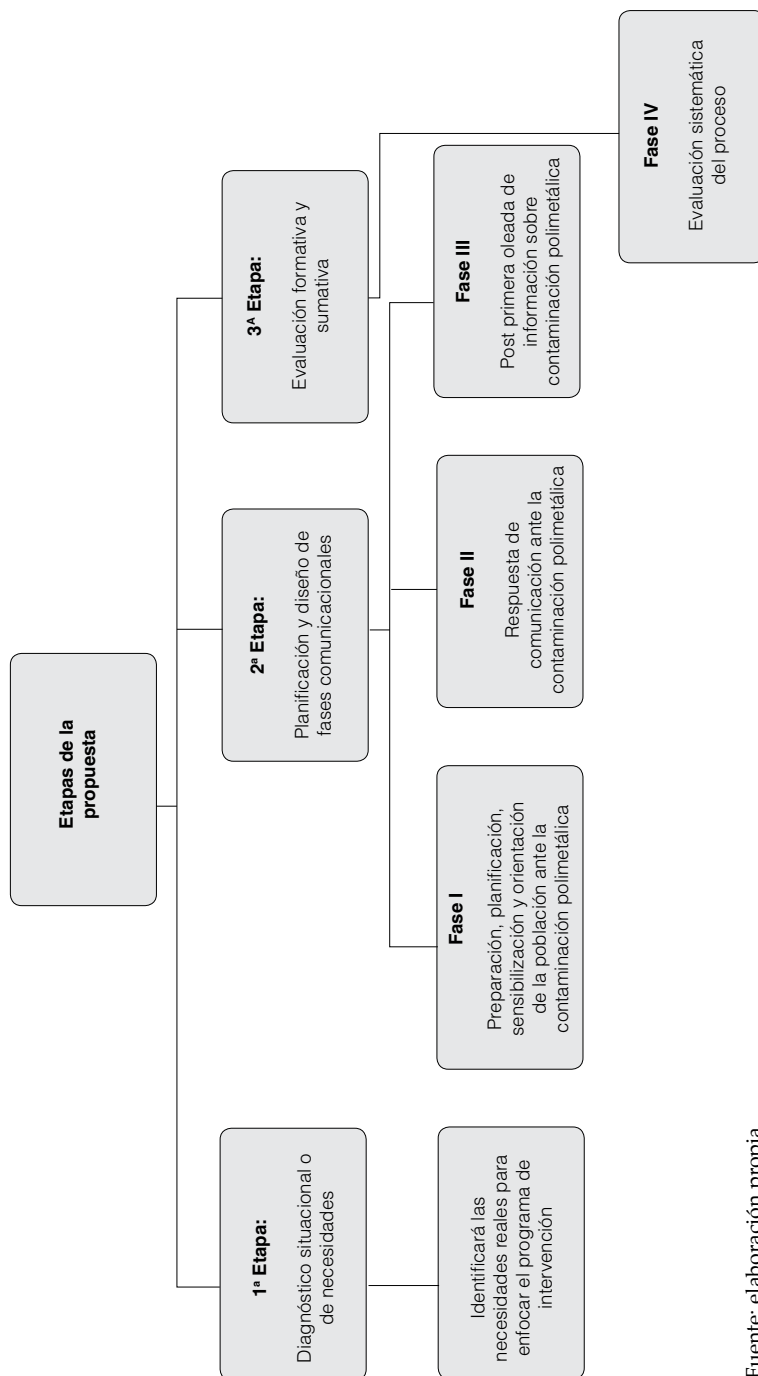 Etapas de la
propuesta
1ª Etapa:
Diagnóstico situacional o
de necesidades
2ª Etapa:
Planificación y diseño de
fases comunicacionales
3ᴬ Etapa:
Evaluación formativa y
sumativa
Identificará las
necesidades reales para
enfocar el programa de
intervención
Fase I
Preparación, planificación,
sensibilización y orientación
de la población ante la
contaminación polimetálica
Fase II
Respuesta de
comunicación ante la
contaminación polimetálica
Fase III
Post primera oleada de
información sobre
contaminación polimetálica
Fase IV
Evaluación sistemática
del proceso
Fuente: elaboración propia